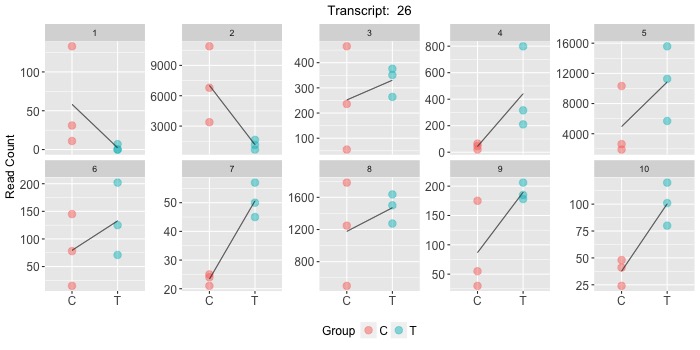 Transcript: 26
1 2 3 4 5
100 50 0
9000 6000 3000
400 300 200 100
800 600 400 200 0
16000 12000 8000 4000
Read Count
6 7 8 9 10
200 150 100 50
50 40 30 20
1600 1200 800
200 150 100 50
100 75 50 25
C T C T C T C T C T
Group C T